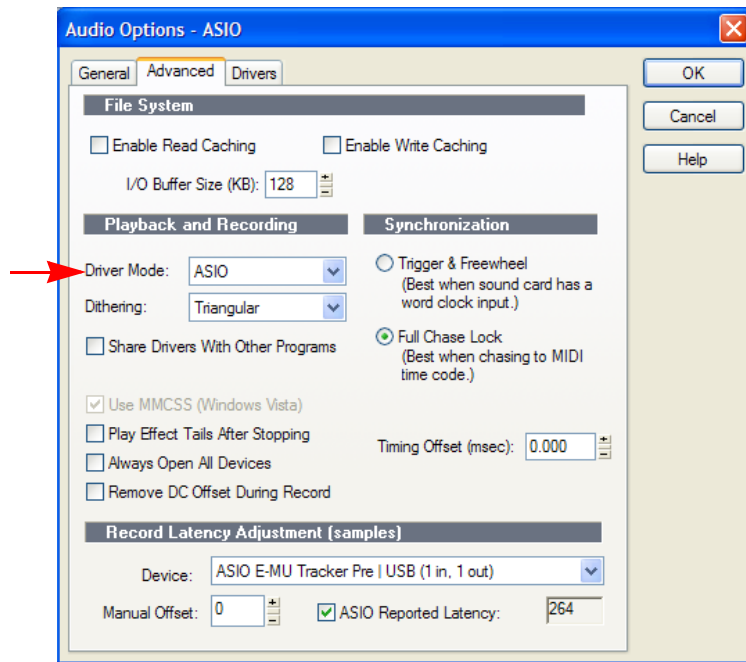 Audio Options - ASIO
General Advanced Drivers
OK
Cancel
Help
File System
Enable Read Caching Enable Write Caching
I/O Buffer Size (KB): 128
Playback and Recording
Driver Mode: ASIO
Dithering: Triangular
Share Drivers With Other Programs
Use MMCSS (Windows Vista)
Play Effect Tails After Stopping
Always Open All Devices
Remove DC Offset During Record
Synchronization
Trigger & Freewheel
(Best when sound card has a
word clock input.)
Full Chase Lock
(Best when chasing to MIDI
time code.)
Timing Offset (msec): 0.000
Record Latency Adjustment (samples)
Device: ASIO E-MU Tracker Pre | USB (1 in, 1 out)
Manual Offset: 0 ASIO Reported Latency: 264